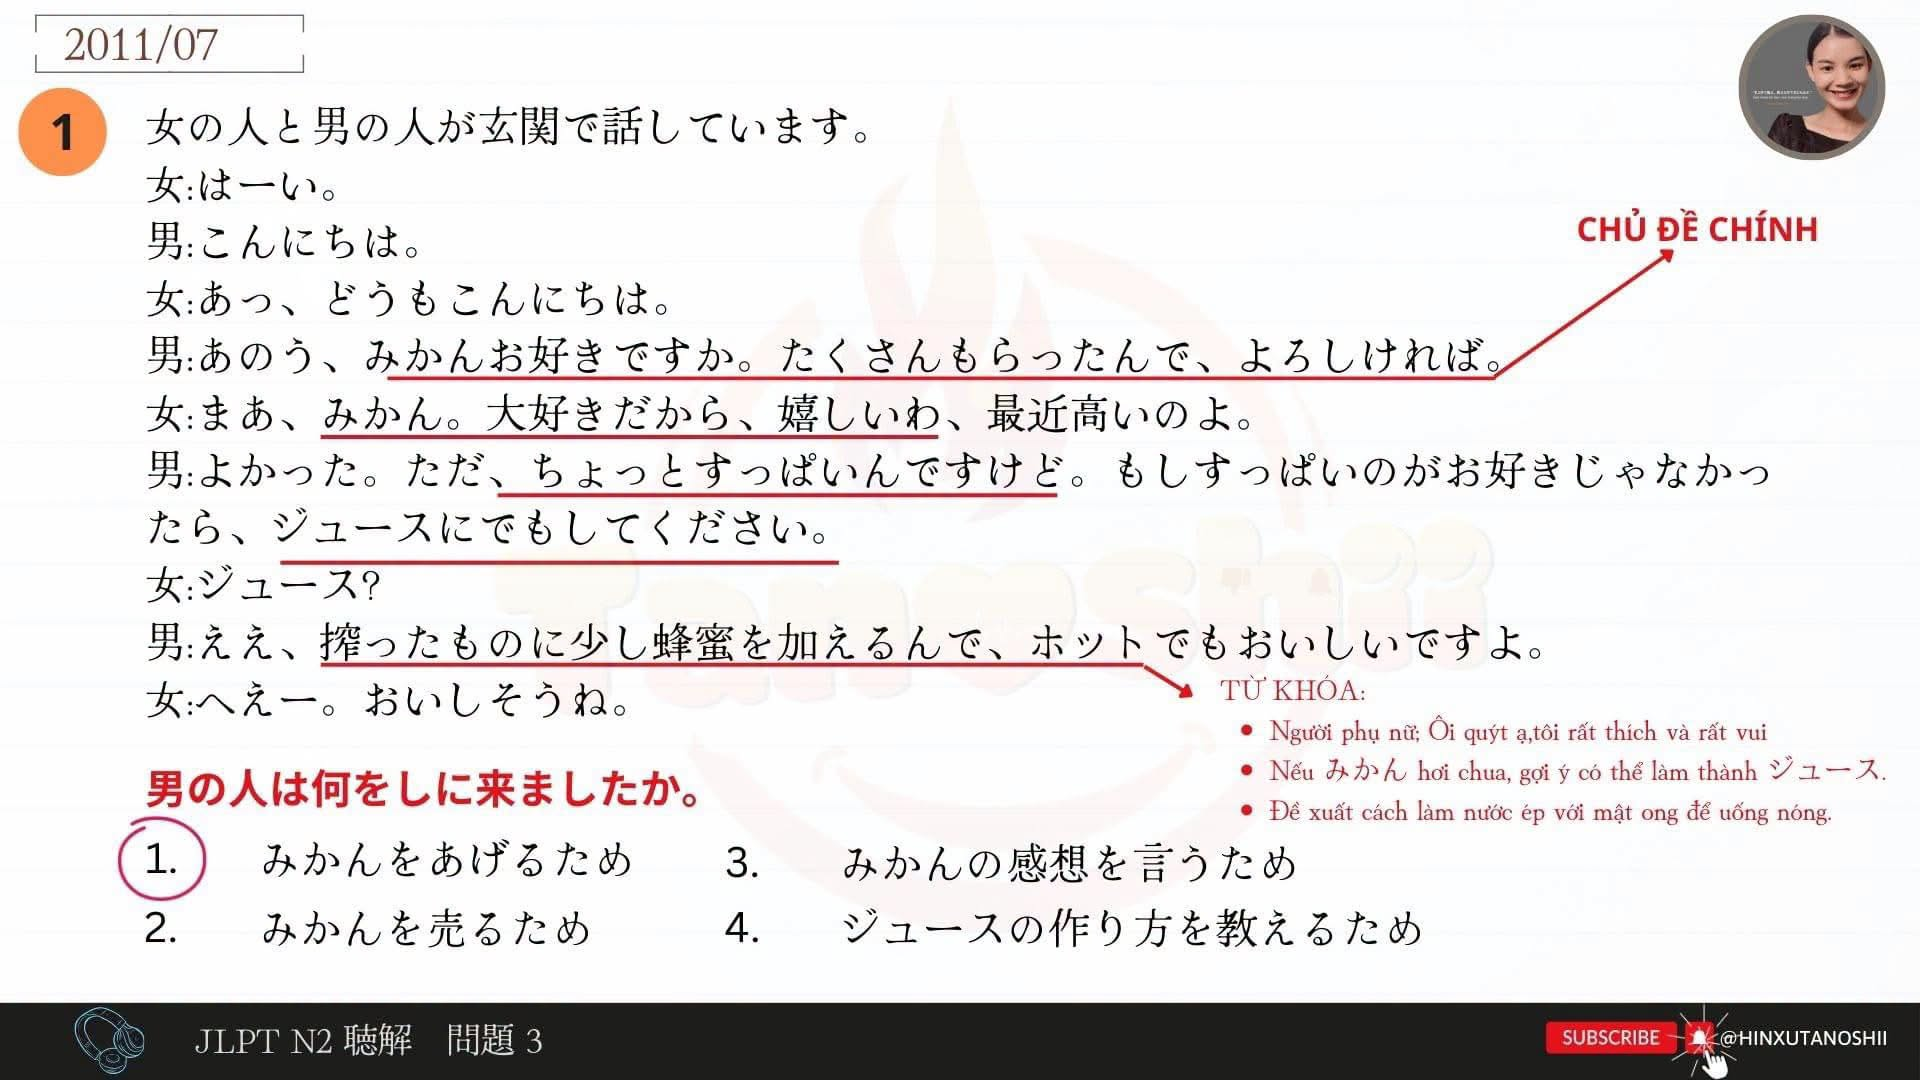 2011/07
1
女の人と男の人が玄関で話しています。
女:はーい。
男:こんにちは。
女:あっ、どうもこんにちは。
CHỦ ĐỀ CHÍNH
男:あのう、みかんお好きですか。たくさんもらったんで、よろしければ。
女:まあ、みかん。大好きだから、嬉しいわ、最近高いのよ。
男:よかった。ただ、ちょっとすっぱいんですけど。もしすっぱいのがお好きじゃなかっ
たら、ジュースにでもしてください。
女:ジュース?
男:ええ、搾ったものに少し蜂蜜を加えるんで、ホットでもおいしいですよ。
女:へえー。おいしそうね。
TỪ KHÓA:
• Người phụ nữ; Ôi quýt ạ,tôi rất thích và rất vui
• Nếu みかん hơi chua, gợi ý có thể làm thành ジュース.
• Đề xuất cách làm nước ép với mật ong để uống nóng.
男の人は何をしに来ましたか。
1. みかんをあげるため
2. みかんを売るため
3. みかんの感想を言うため
4. ジュースの作り方を教えるため
Tanoshii
JLPT N2 聴解 問題 3
SUBSCRIBE
@HINXUTANOSHII